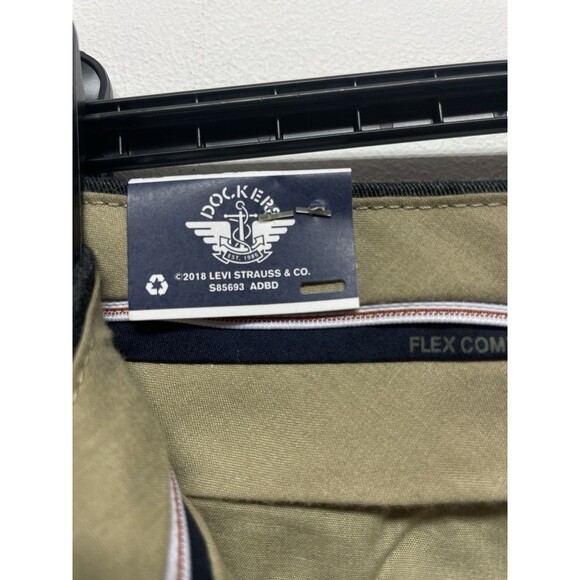 DOCKERS
EST. 1986
©2018 LEVI STRAUSS & CO.
S85693 ADBD
FLEX COM